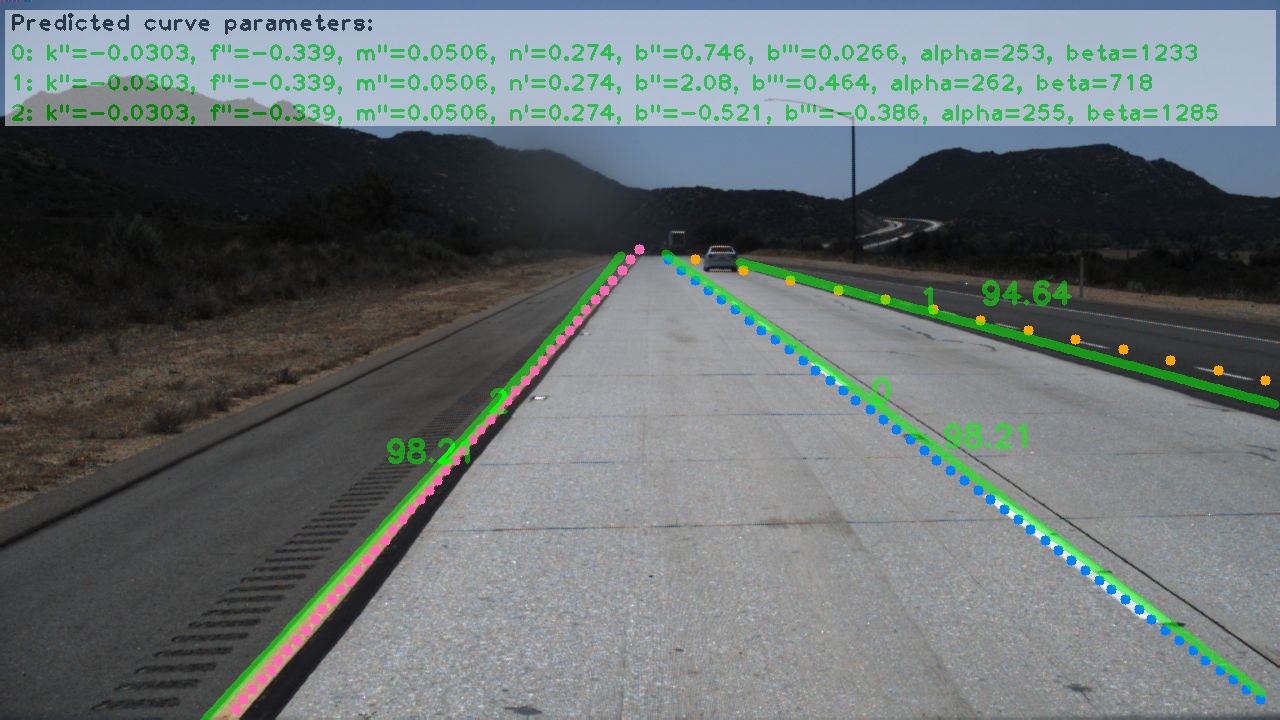 Predicted curve parameters:
0: k''=-0.0303, f''=-0.339, m''=0.0506, n'=0.274, b''=0.746, b'''=0.0266, alpha=253, beta=1233
1: k''=-0.0303, f''=-0.339, m''=0.0506, n'=0.274, b''=2.08, b'''=0.464, alpha=262, beta=718
2: k''=-0.0303, f''=-0.339, m''=0.0506, n'=0.274, b''=-0.521, b'''=-0.386, alpha=255, beta=1285
1 94.64
2
0
98.21
98.21